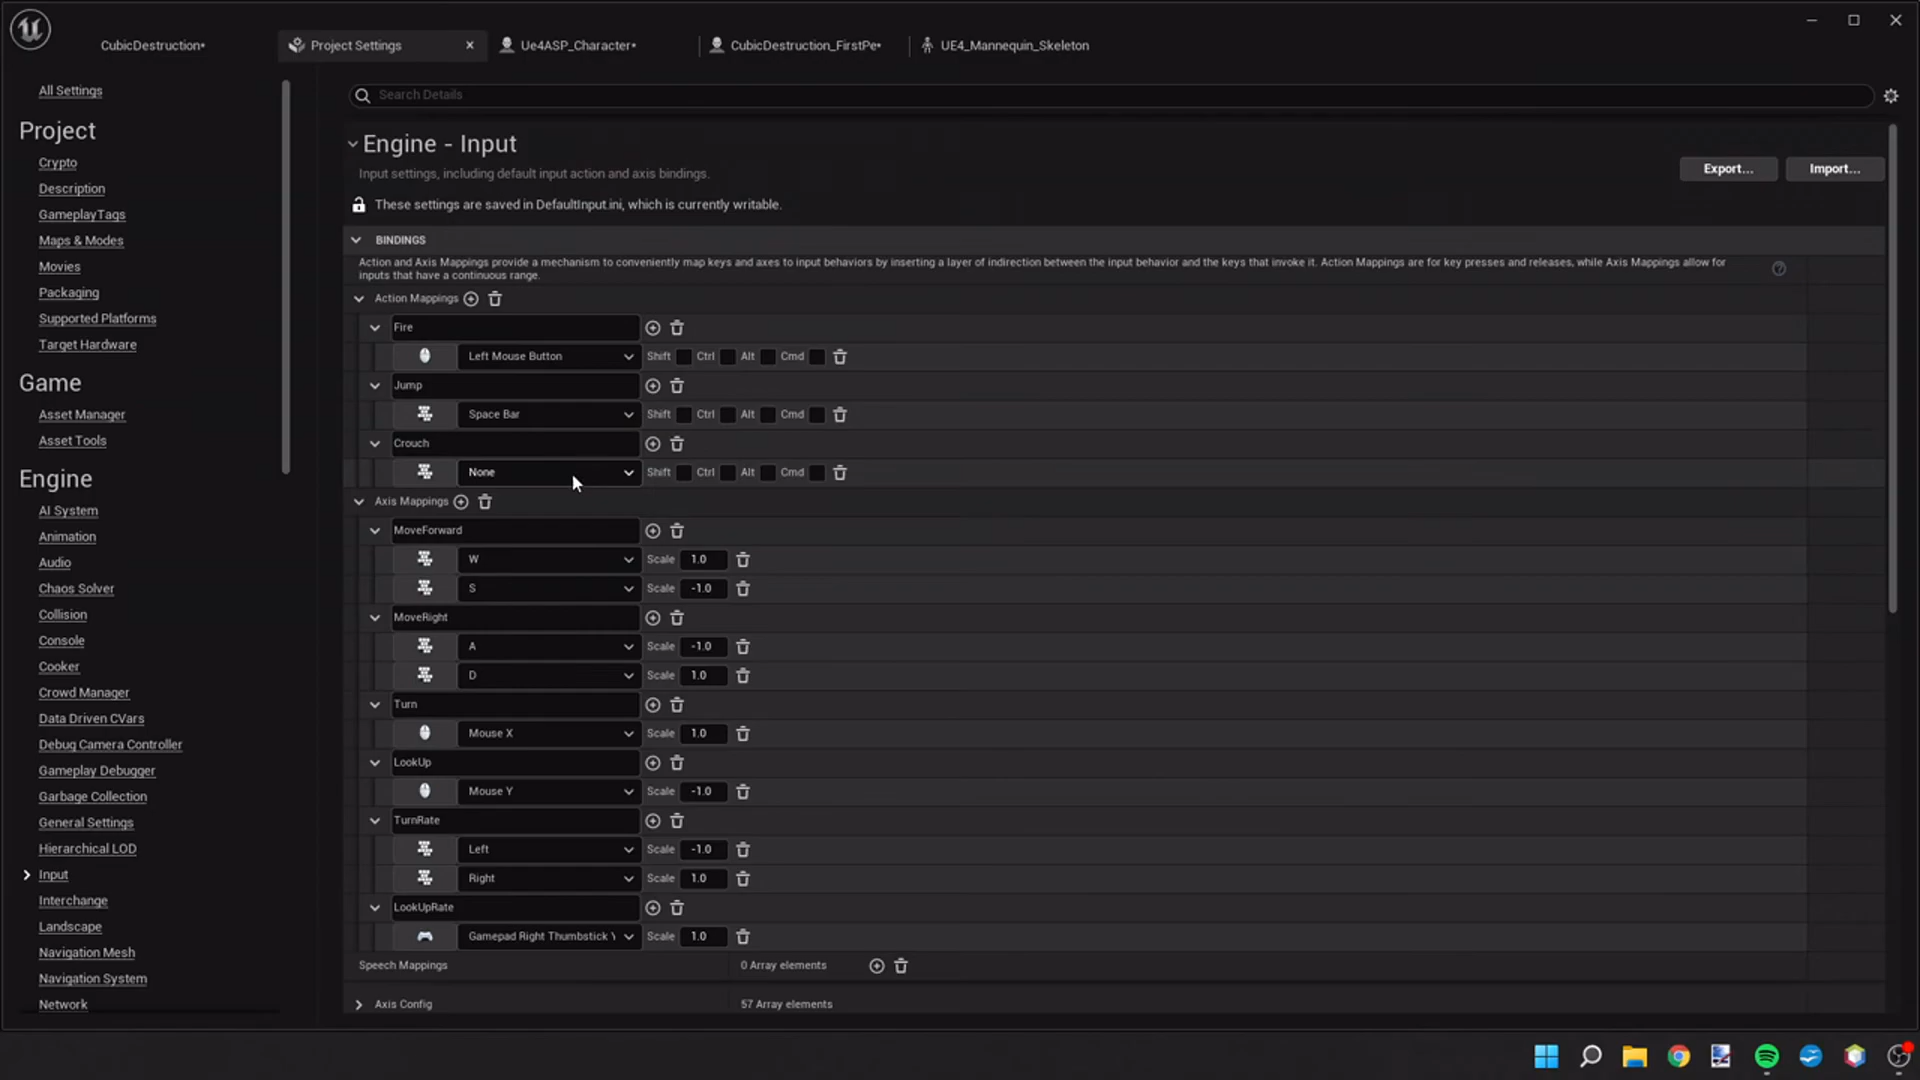 CubicDestruction•
Project Settings
Ue4ASP_Character•
CubicDestruction_FirstPe•
UE4_Mannequin_Skeleton
All Settings
Project
Crypto
Description
GameplayTags
Maps & Modes
Movies
Packaging
Supported Platforms
Target Hardware
Game
Asset Manager
Asset Tools
Engine
AI System
Animation
Audio
Chaos Solver
Collision
Console
Cooker
Crowd Manager
Data Driven CVars
Debug Camera Controller
Gameplay Debugger
Garbage Collection
General Settings
Hierarchical LOD
Input
Interchange
Landscape
Navigation Mesh
Navigation System
Network
Search Details
Engine - Input
Input settings, including default input action and axis bindings.
Export...
Import...
These settings are saved in DefaultInput.ini, which is currently writable.
BINDINGS
Action and Axis Mappings provide a mechanism to conveniently map keys and axes to input behaviors by inserting a layer of indirection between the input behavior and the keys that invoke it. Action Mappings are for key presses and releases, while Axis Mappings allow for
inputs that have a continuous range.
Action Mappings
Fire
Left Mouse Button Shift Ctrl Alt Cmd
Jump
Space Bar Shift Ctrl Alt Cmd
Crouch
None Shift Ctrl Alt Cmd
Axis Mappings
MoveForward
W Scale 1.0
S Scale -1.0
MoveRight
A Scale -1.0
D Scale 1.0
Turn
Mouse X Scale 1.0
LookUp
Mouse Y Scale -1.0
TurnRate
Left Scale -1.0
Right Scale 1.0
LookUpRate
Gamepad Right Thumbstick Y Scale 1.0
Speech Mappings 0 Array elements
Axis Config 57 Array elements